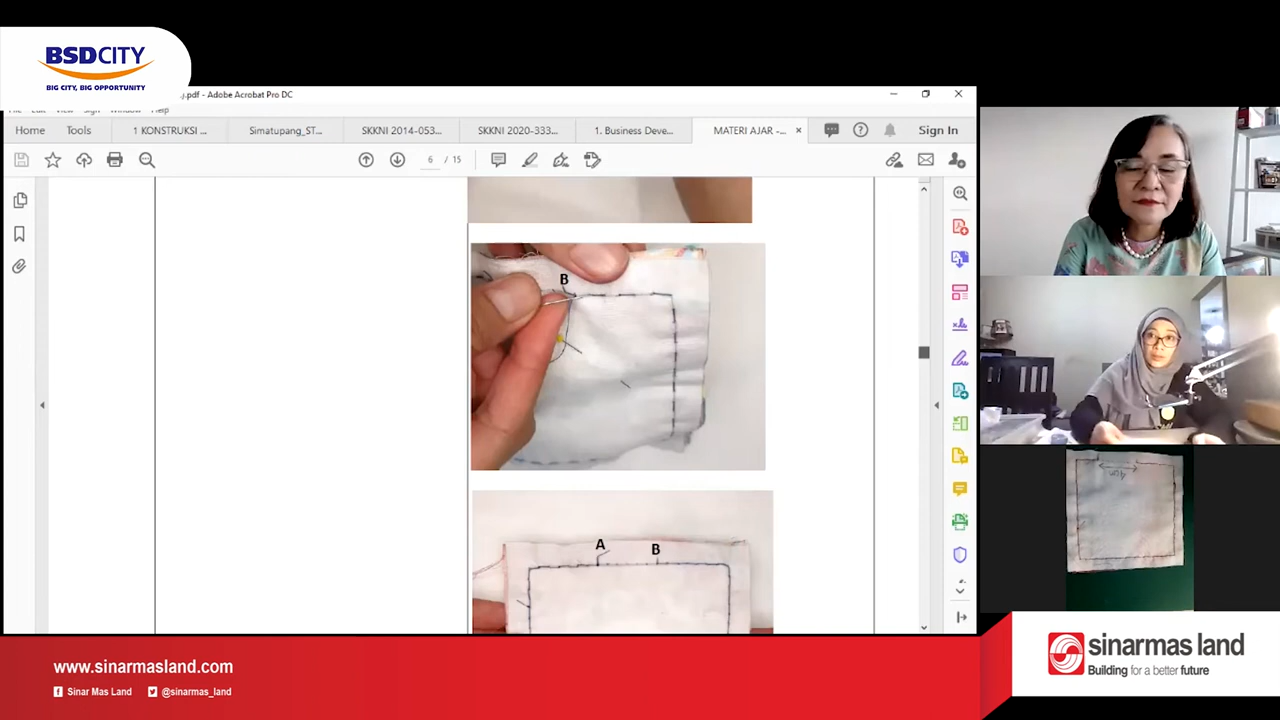 BSDCITY
BIG CITY, BIG OPPORTUNITY
.pdf - Adobe Acrobat Pro DC
Home Tools 1 KONSTRUKSI ... Simatupang_ST... SKKNI 2014-053... SKKNI 2020-333... 1. Business Deve... MATERI AJAR -... × Sign In
6 / 15
B
A B
4cm
www.sinarmasland.com
Sinar Mas Land @sinarmas_land
sinarmas land
Building for a better future